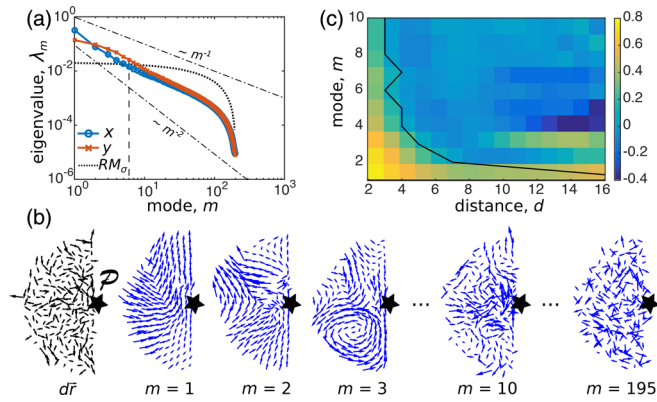 (a)
eigenvalue, λm
10^0
10^-2
10^-4
10^-6
~ m^-1
~ m^-2
x
y
RMσ
10^0 10^1 10^2 10^3
mode, m
(c)
mode, m
10
8
6
4
2
2 4 6 8 10 12 14 16
distance, d
0.8
0.6
0.4
0.2
0
-0.2
-0.4
(b)
𝒫
... ...
dr̄ m = 1 m = 2 m = 3 m = 10 m = 195